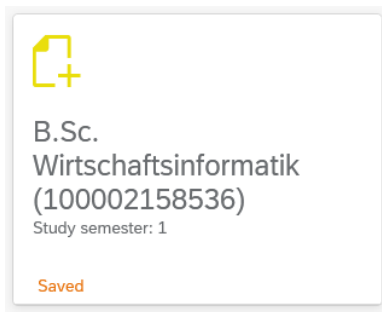 B.Sc.
Wirtschaftsinformatik
(100002158536)
Study semester: 1
Saved